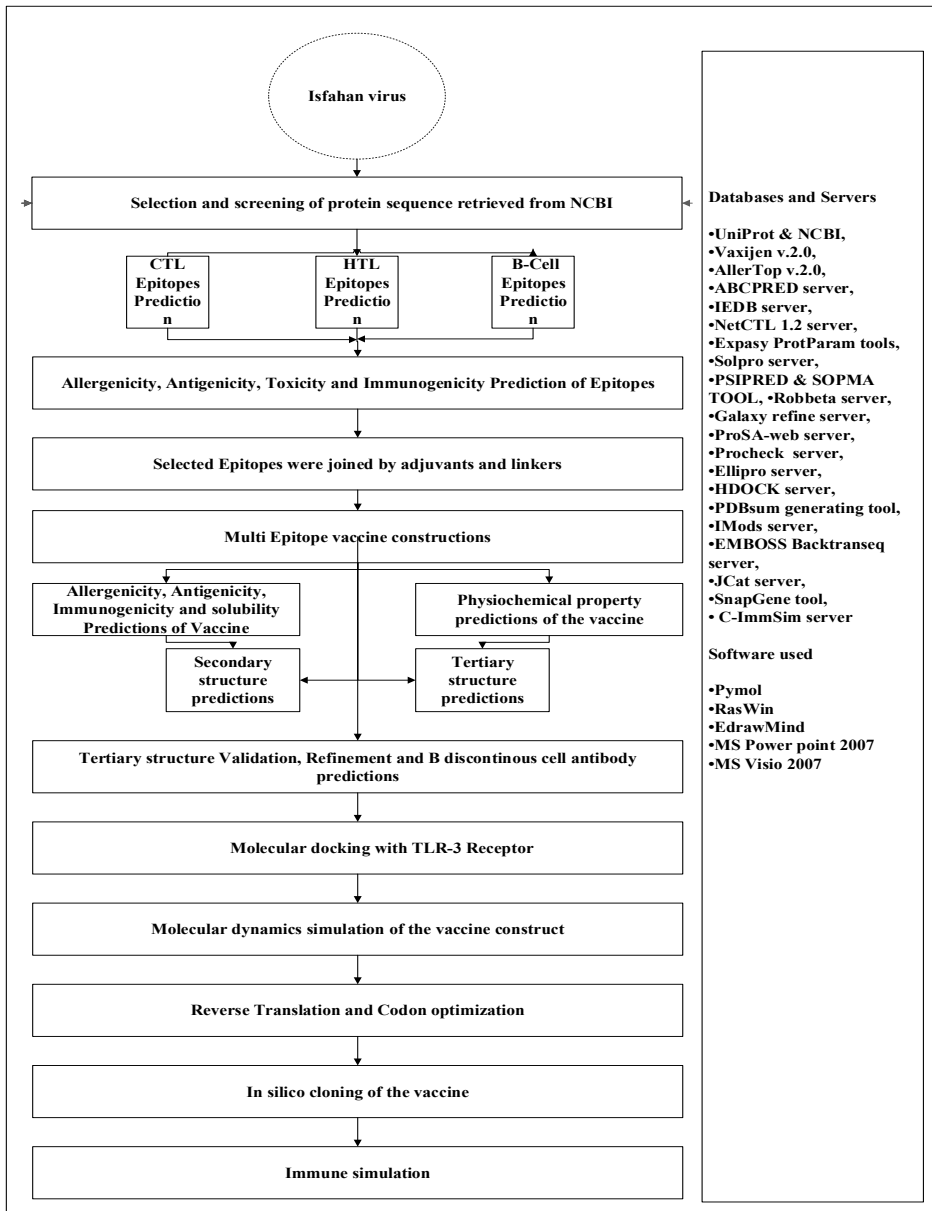 Isfahan virus
Selection and screening of protein sequence retrieved from NCBI
CTL
Epitopes
Predictio
n
HTL
Epitopes
Predictio
n
B-Cell
Epitopes
Predictio
n
Allergenicity, Antigenicity, Toxicity and Immunogenicity Prediction of Epitopes
Selected Epitopes were joined by adjuvants and linkers
Multi Epitope vaccine constructions
Allergenicity, Antigenicity,
Immunogenicity and solubility
Predictions of Vaccine
Physiochemical property
predictions of the vaccine
Secondary
structure
predictions
Tertiary
structure
predictions
Tertiary structure Validation, Refinement and B discontinous cell antibody
predictions
Molecular docking with TLR-3 Receptor
Molecular dynamics simulation of the vaccine construct
Reverse Translation and Codon optimization
In silico cloning of the vaccine
Immune simulation
Databases and Servers
•UniProt & NCBI,
•Vaxijen v.2.0,
•AllerTop v.2.0,
•ABCPRED server,
•IEDB server,
•NetCTL 1.2 server,
•Expasy ProtParam tools,
•Solpro server,
•PSIPRED & SOPMA
TOOL, •Robbeta server,
•Galaxy refine server,
•ProSA-web server,
•Procheck server,
•Ellipro server,
•HDOCK server,
•PDBsum generating tool,
•IMods server,
•EMBOSS Backtranseq
server,
•JCat server,
•SnapGene tool,
• C-ImmSim server
Software used
•Pymol
•RasWin
•EdrawMind
•MS Power point 2007
•MS Visio 2007